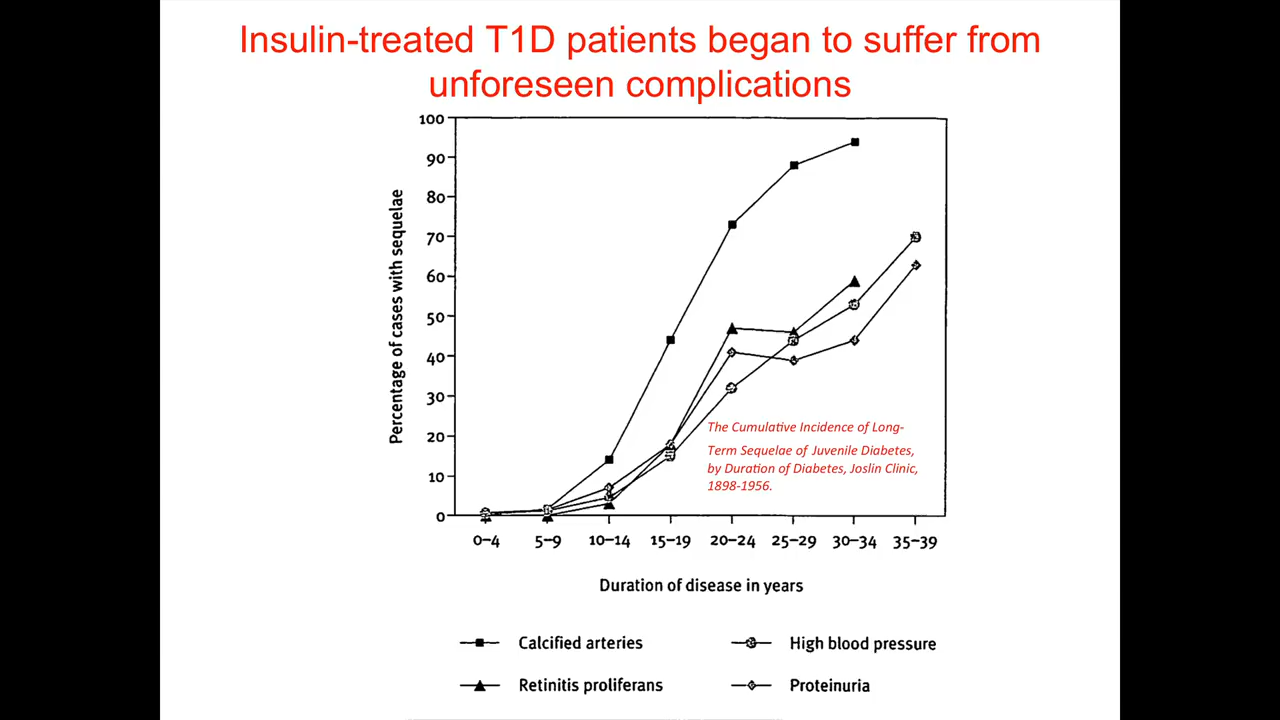 Insulin-treated T1D patients began to suffer from
unforeseen complications
100
90
80
70
60
50
40
30
20
10
0
Percentage of cases with sequelae
The Cumulative Incidence of Long-
Term Sequelae of Juvenile Diabetes,
by Duration of Diabetes, Joslin Clinic,
1898-1956.
0–4 5–9 10–14 15–19 20–24 25–29 30–34 35–39
Duration of disease in years
Calcified arteries High blood pressure
Retinitis proliferans Proteinuria